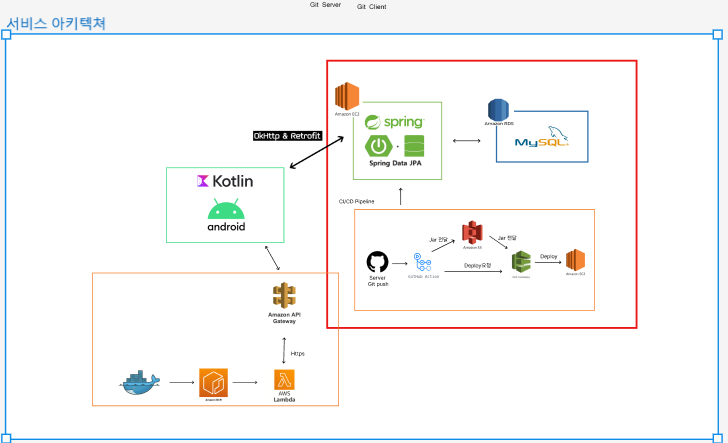 Git Server
Git Client
서비스 아키텍쳐
Amazon EC2
spring
Spring Data JPA
Amazon RDS
MySQL
OkHttp & Retrofit
Kotlin
android
CI/CD Pipeline
Jar 전달
Amazon S3
Jar 전달
Server
Git push
Deploy요청
Deploy
Amazon EC2
Amazon API
Gateway
Https
AWS
Lambda